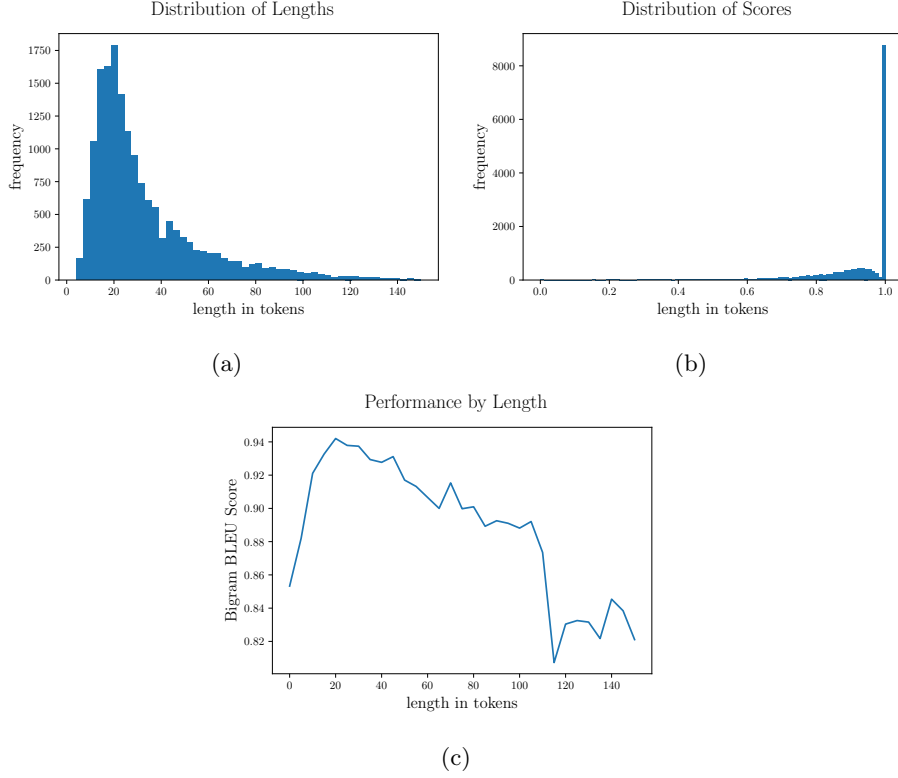 Distribution of Lengths
1750
1500
1250
1000
750
500
250
0
frequency
0 20 40 60 80 100 120 140
length in tokens
(a)
Distribution of Scores
8000
6000
4000
2000
0
frequency
0.0 0.2 0.4 0.6 0.8 1.0
length in tokens
(b)
Performance by Length
0.94
0.92
0.90
0.88
0.86
0.84
0.82
Bigram BLEU Score
0 20 40 60 80 100 120 140
length in tokens
(c)